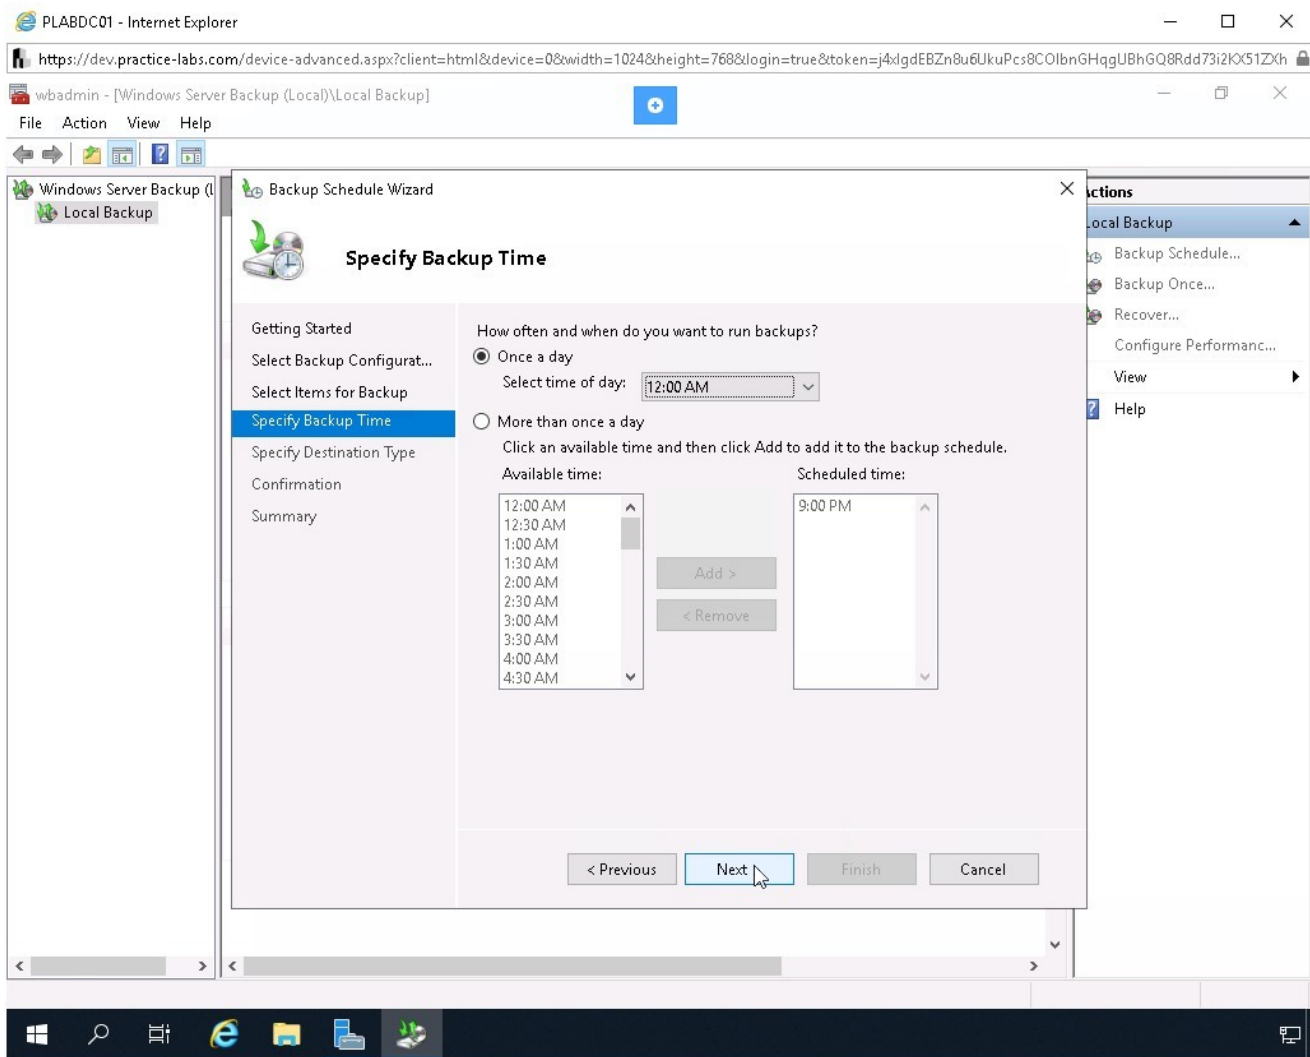 PLABDC01 - Internet Explorer
https://dev.practice-labs.com/device-advanced.aspx?client=html&device=0&width=1024&height=768&login=true&token=j4xIgdEBZn8u6UkuPcs8COIbnGHqgUBhGQ8Rdd73i2KX51ZXh
wbadmin - [Windows Server Backup (Local)\Local Backup]
File Action View Help
Windows Server Backup (L
Local Backup
Backup Schedule Wizard
Specify Backup Time
Getting Started
Select Backup Configurat...
Select Items for Backup
Specify Backup Time
Specify Destination Type
Confirmation
Summary
How often and when do you want to run backups?
Once a day
Select time of day: 12:00 AM
More than once a day
Click an available time and then click Add to add it to the backup schedule.
Available time:
12:00 AM
12:30 AM
1:00 AM
1:30 AM
2:00 AM
2:30 AM
3:00 AM
3:30 AM
4:00 AM
4:30 AM
Add >
< Remove
Scheduled time:
9:00 PM
< Previous Next Finish Cancel
Actions
Local Backup
Backup Schedule...
Backup Once...
Recover...
Configure Performanc...
View
Help